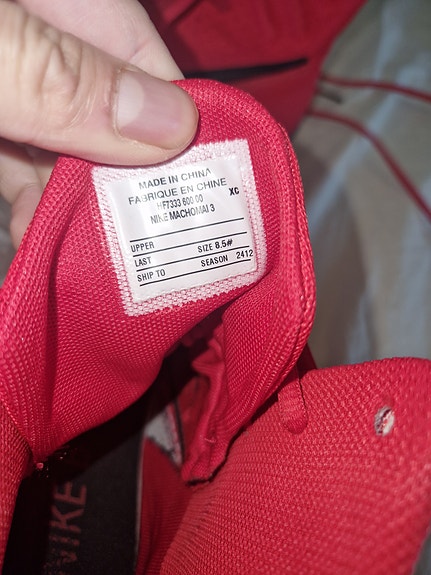 MADE IN CHINA
FABRIQUE EN CHINE
HF7333 600 00 XC
NIKE MACHOMAI 3
UPPER
LAST SIZE 8.5#
SHIP TO SEASON 2412
NIKE